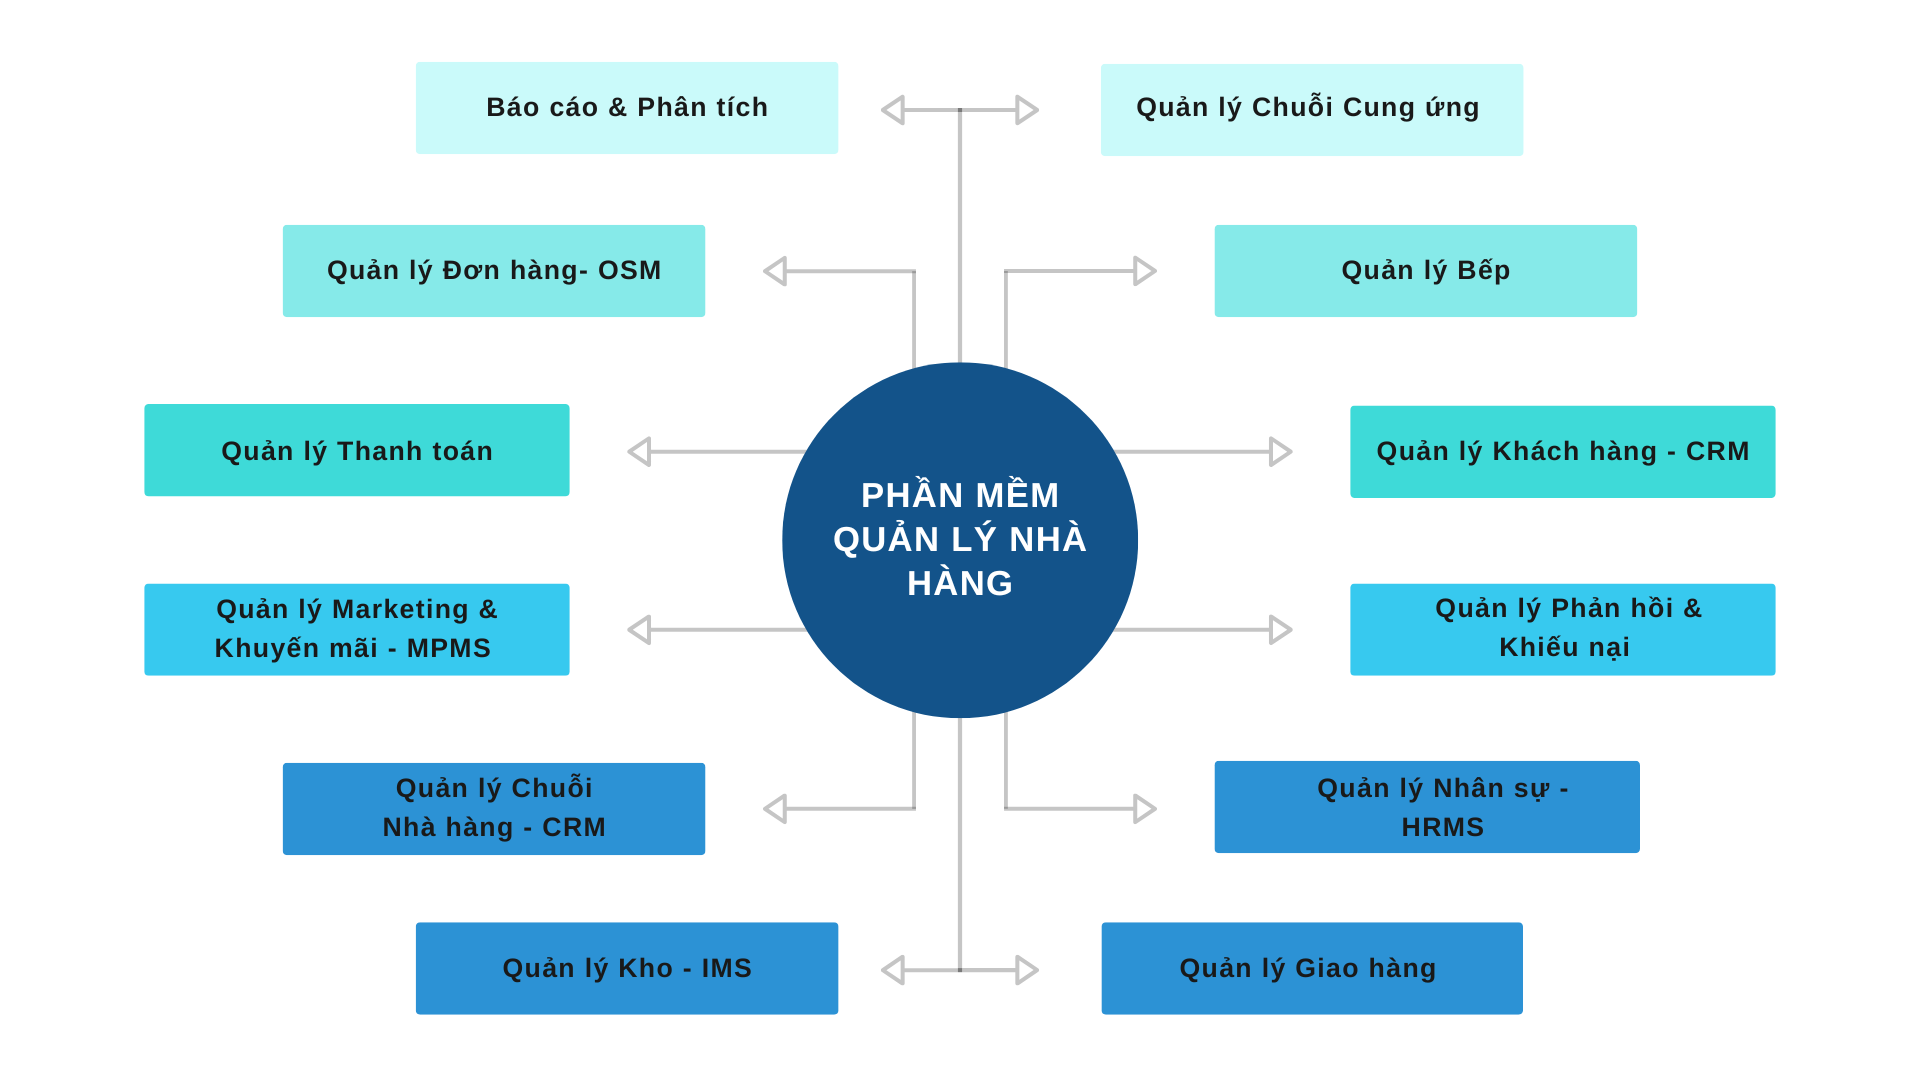 Báo cáo & Phân tích
Quản lý Chuỗi Cung ứng
Quản lý Đơn hàng- OSM
Quản lý Bếp
Quản lý Thanh toán
Quản lý Khách hàng - CRM
PHẦN MỀM
QUẢN LÝ NHÀ
HÀNG
Quản lý Marketing &
Khuyến mãi - MPMS
Quản lý Phản hồi &
Khiếu nại
Quản lý Chuỗi
Nhà hàng - CRM
Quản lý Nhân sự -
HRMS
Quản lý Kho - IMS
Quản lý Giao hàng